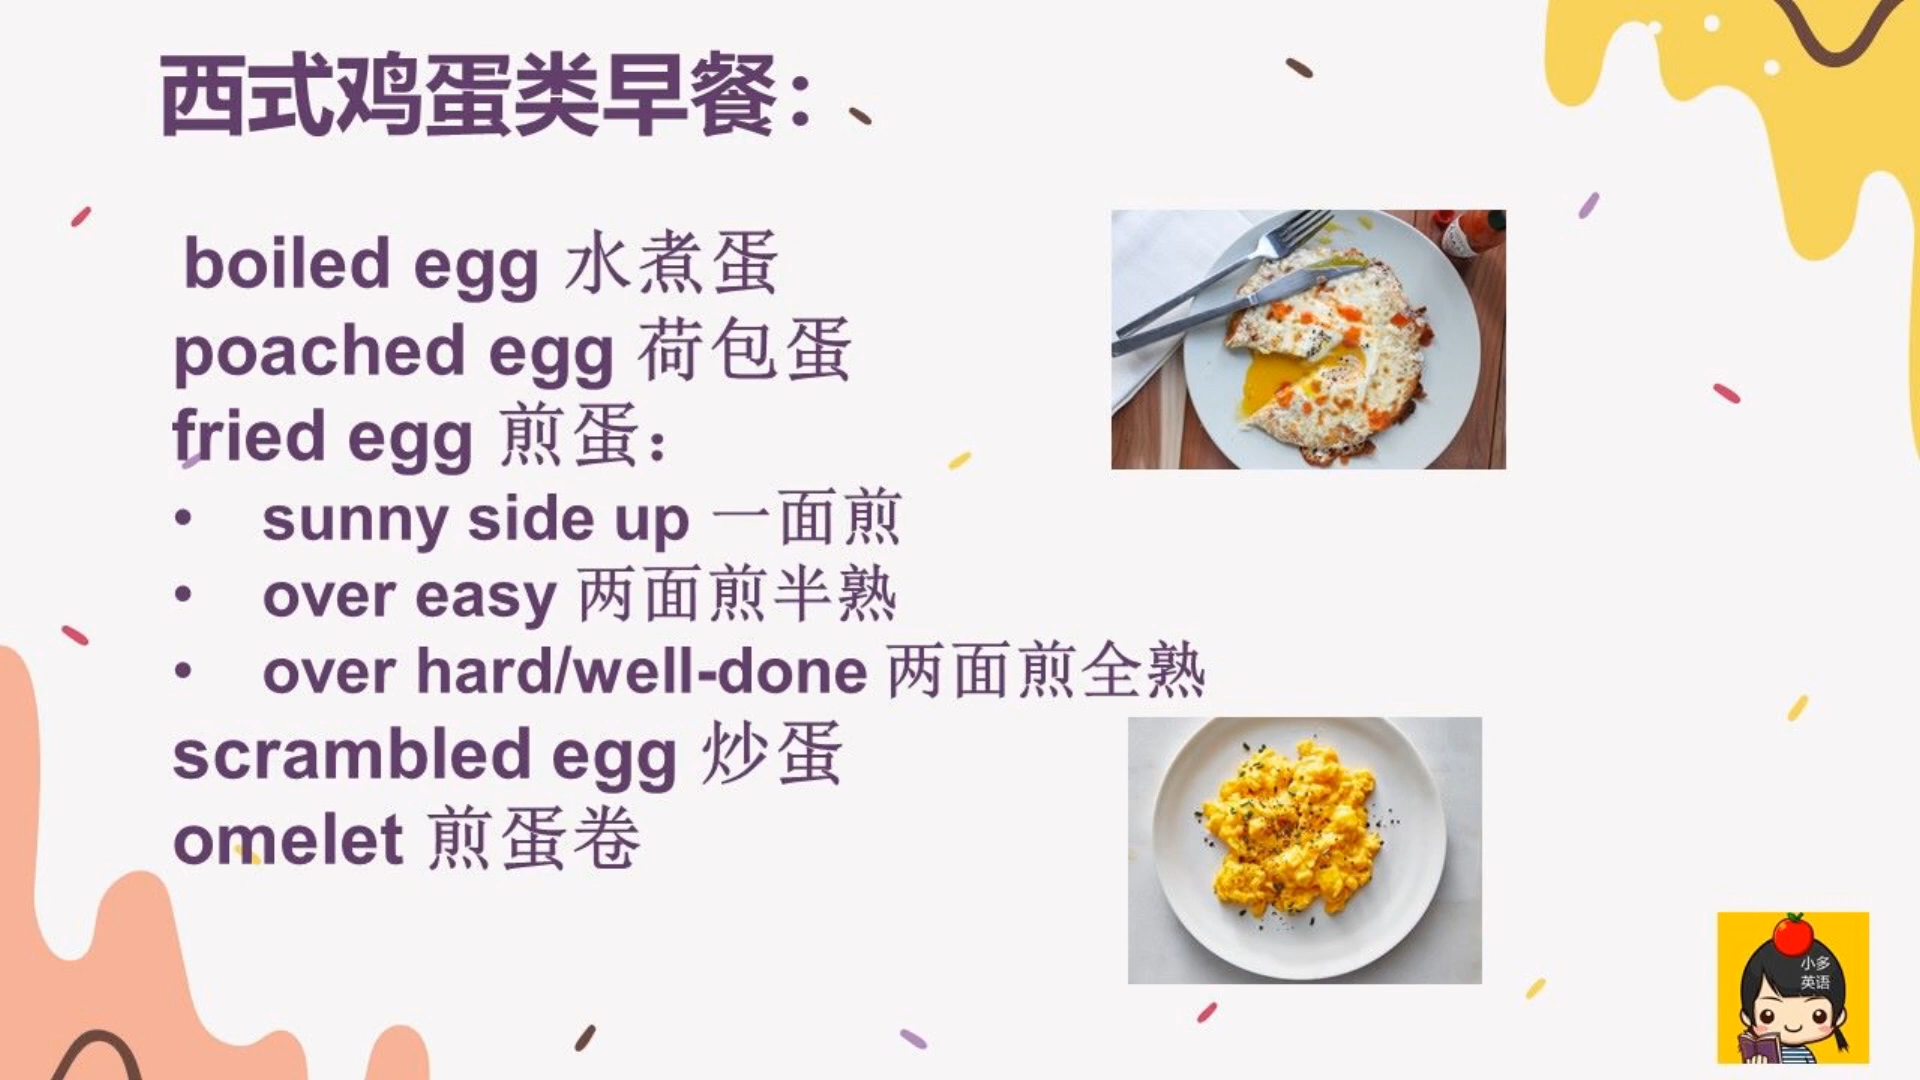 西式鸡蛋类早餐：
boiled egg 水煮蛋
poached egg 荷包蛋
fried egg 煎蛋：
• sunny side up 一面煎
• over easy 两面煎半熟
• over hard/well-done 两面煎全熟
scrambled egg 炒蛋
omelet 煎蛋卷
小多
英语